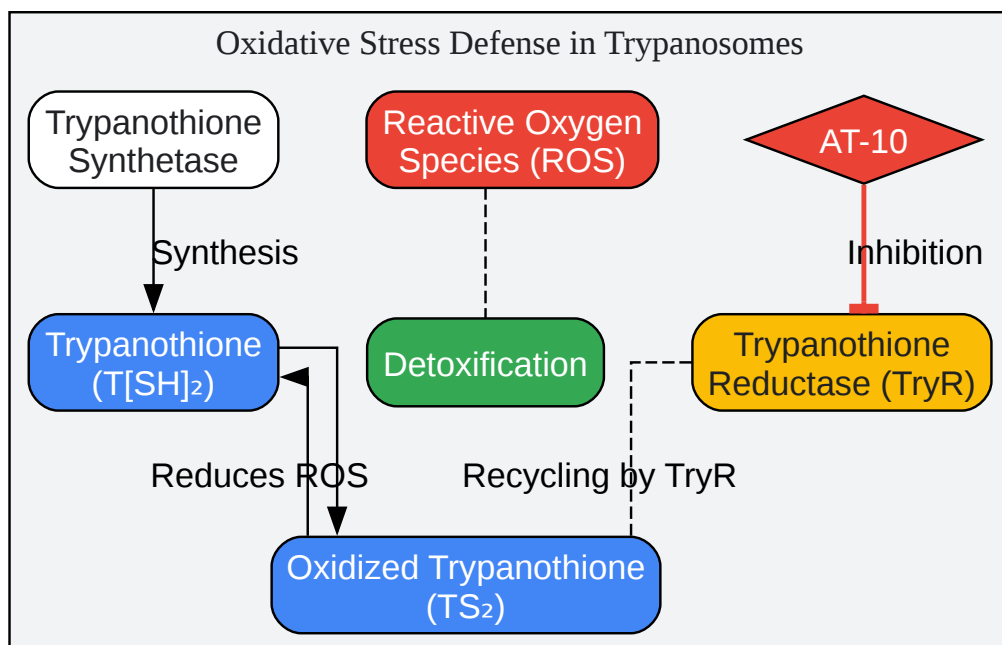 Oxidative Stress Defense in Trypanosomes
Trypanothione
Synthetase
Reactive Oxygen
Species (ROS)
AT-10
Synthesis
Inhibition
Trypanothione
(T[SH]₂)
Detoxification
Trypanothione
Reductase (TryR)
Reduces ROS
Recycling by TryR
Oxidized Trypanothione
(TS₂)